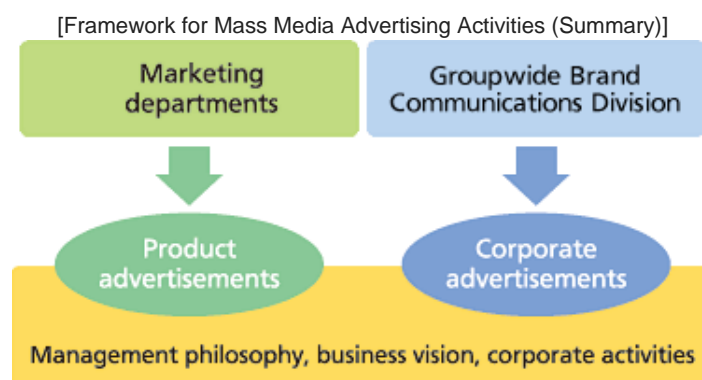 [Framework for Mass Media Advertising Activities (Summary)]
Marketing
departments
Groupwide Brand
Communications Division
Product
advertisements
Corporate
advertisements
Management philosophy, business vision, corporate activities